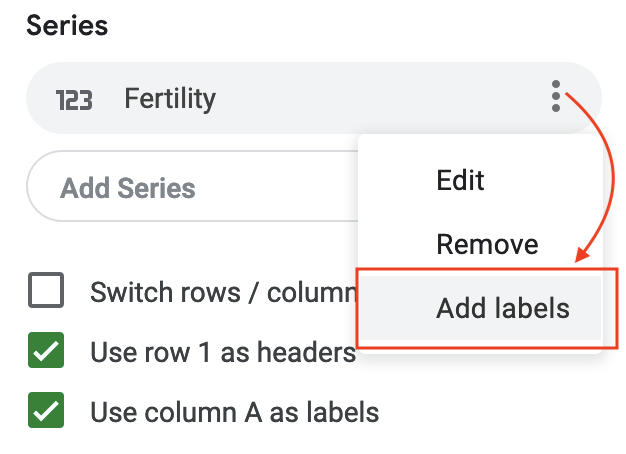 Series
123 Fertility
Edit
Add Series
Remove
Switch rows / column
Add labels
Use row 1 as headers
Use column A as labels